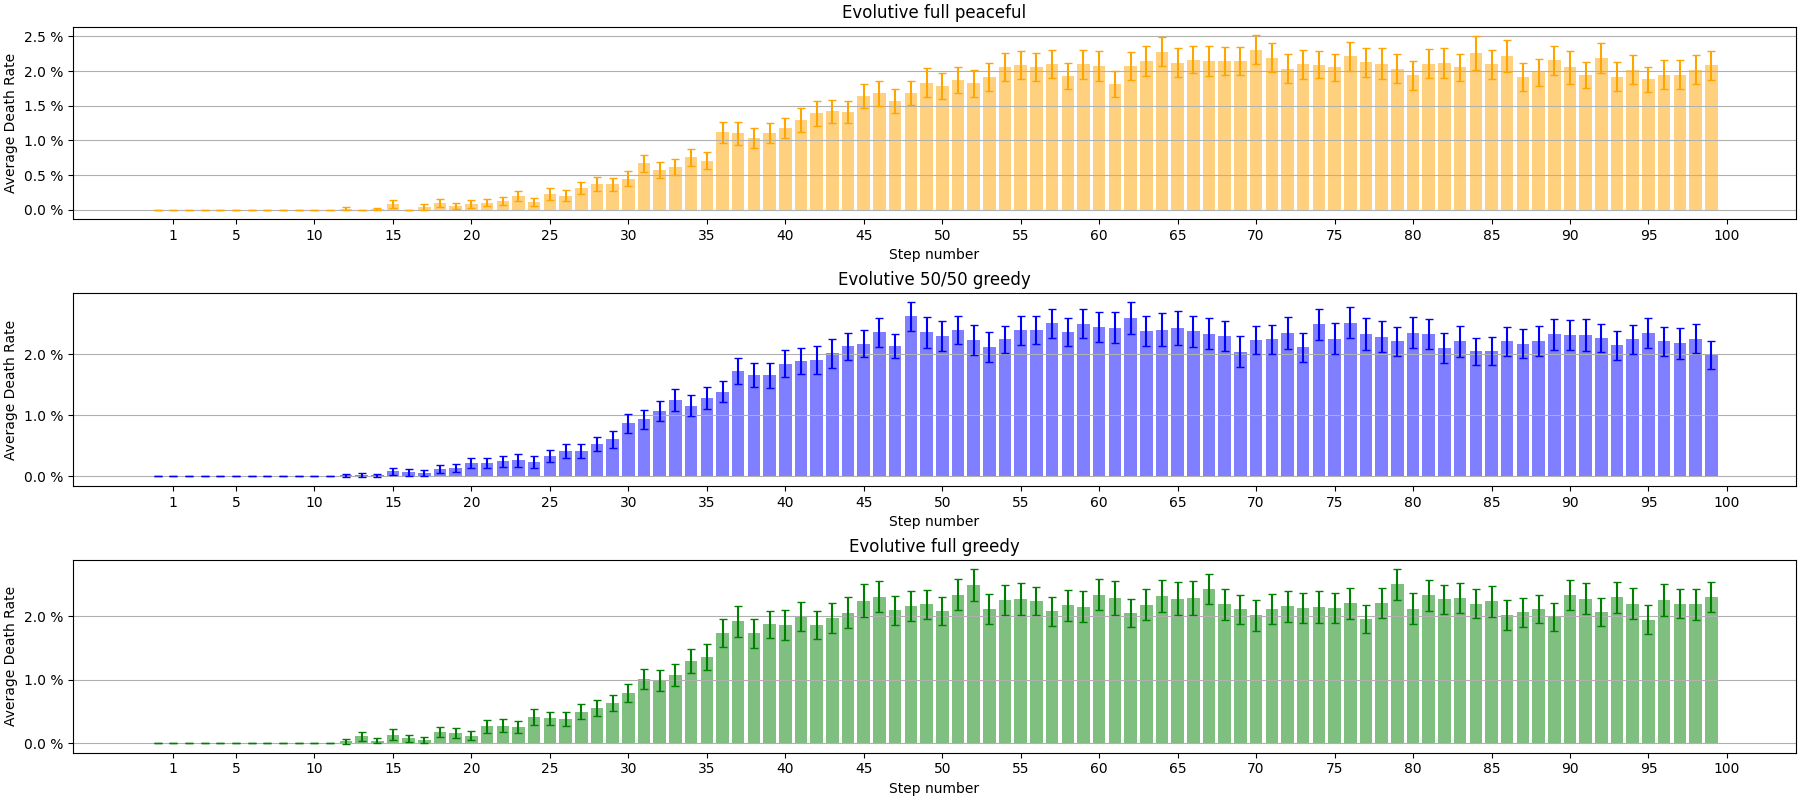 Evolutive full peaceful
Average Death Rate
2.5 %
2.0 %
1.5 %
1.0 %
0.5 %
0.0 %
1 5 10 15 20 25 30 35 40 45 50 55 60 65 70 75 80 85 90 95 100
Step number
Evolutive 50/50 greedy
Average Death Rate
2.0 %
1.0 %
0.0 %
1 5 10 15 20 25 30 35 40 45 50 55 60 65 70 75 80 85 90 95 100
Step number
Evolutive full greedy
Average Death Rate
2.0 %
1.0 %
0.0 %
1 5 10 15 20 25 30 35 40 45 50 55 60 65 70 75 80 85 90 95 100
Step number